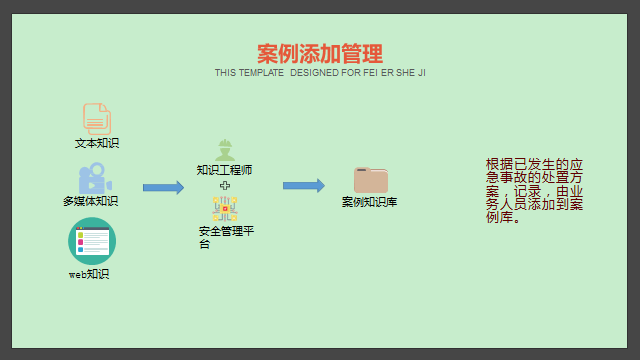 案例添加管理
THIS TEMPLATE DESIGNED FOR FEI ER SHE JI
文本知识
多媒体知识
web知识
知识工程师
安全管理平
台
案例知识库
根据已发生的应
急事故的处置方
案，记录，由业
务人员添加到案
例库。